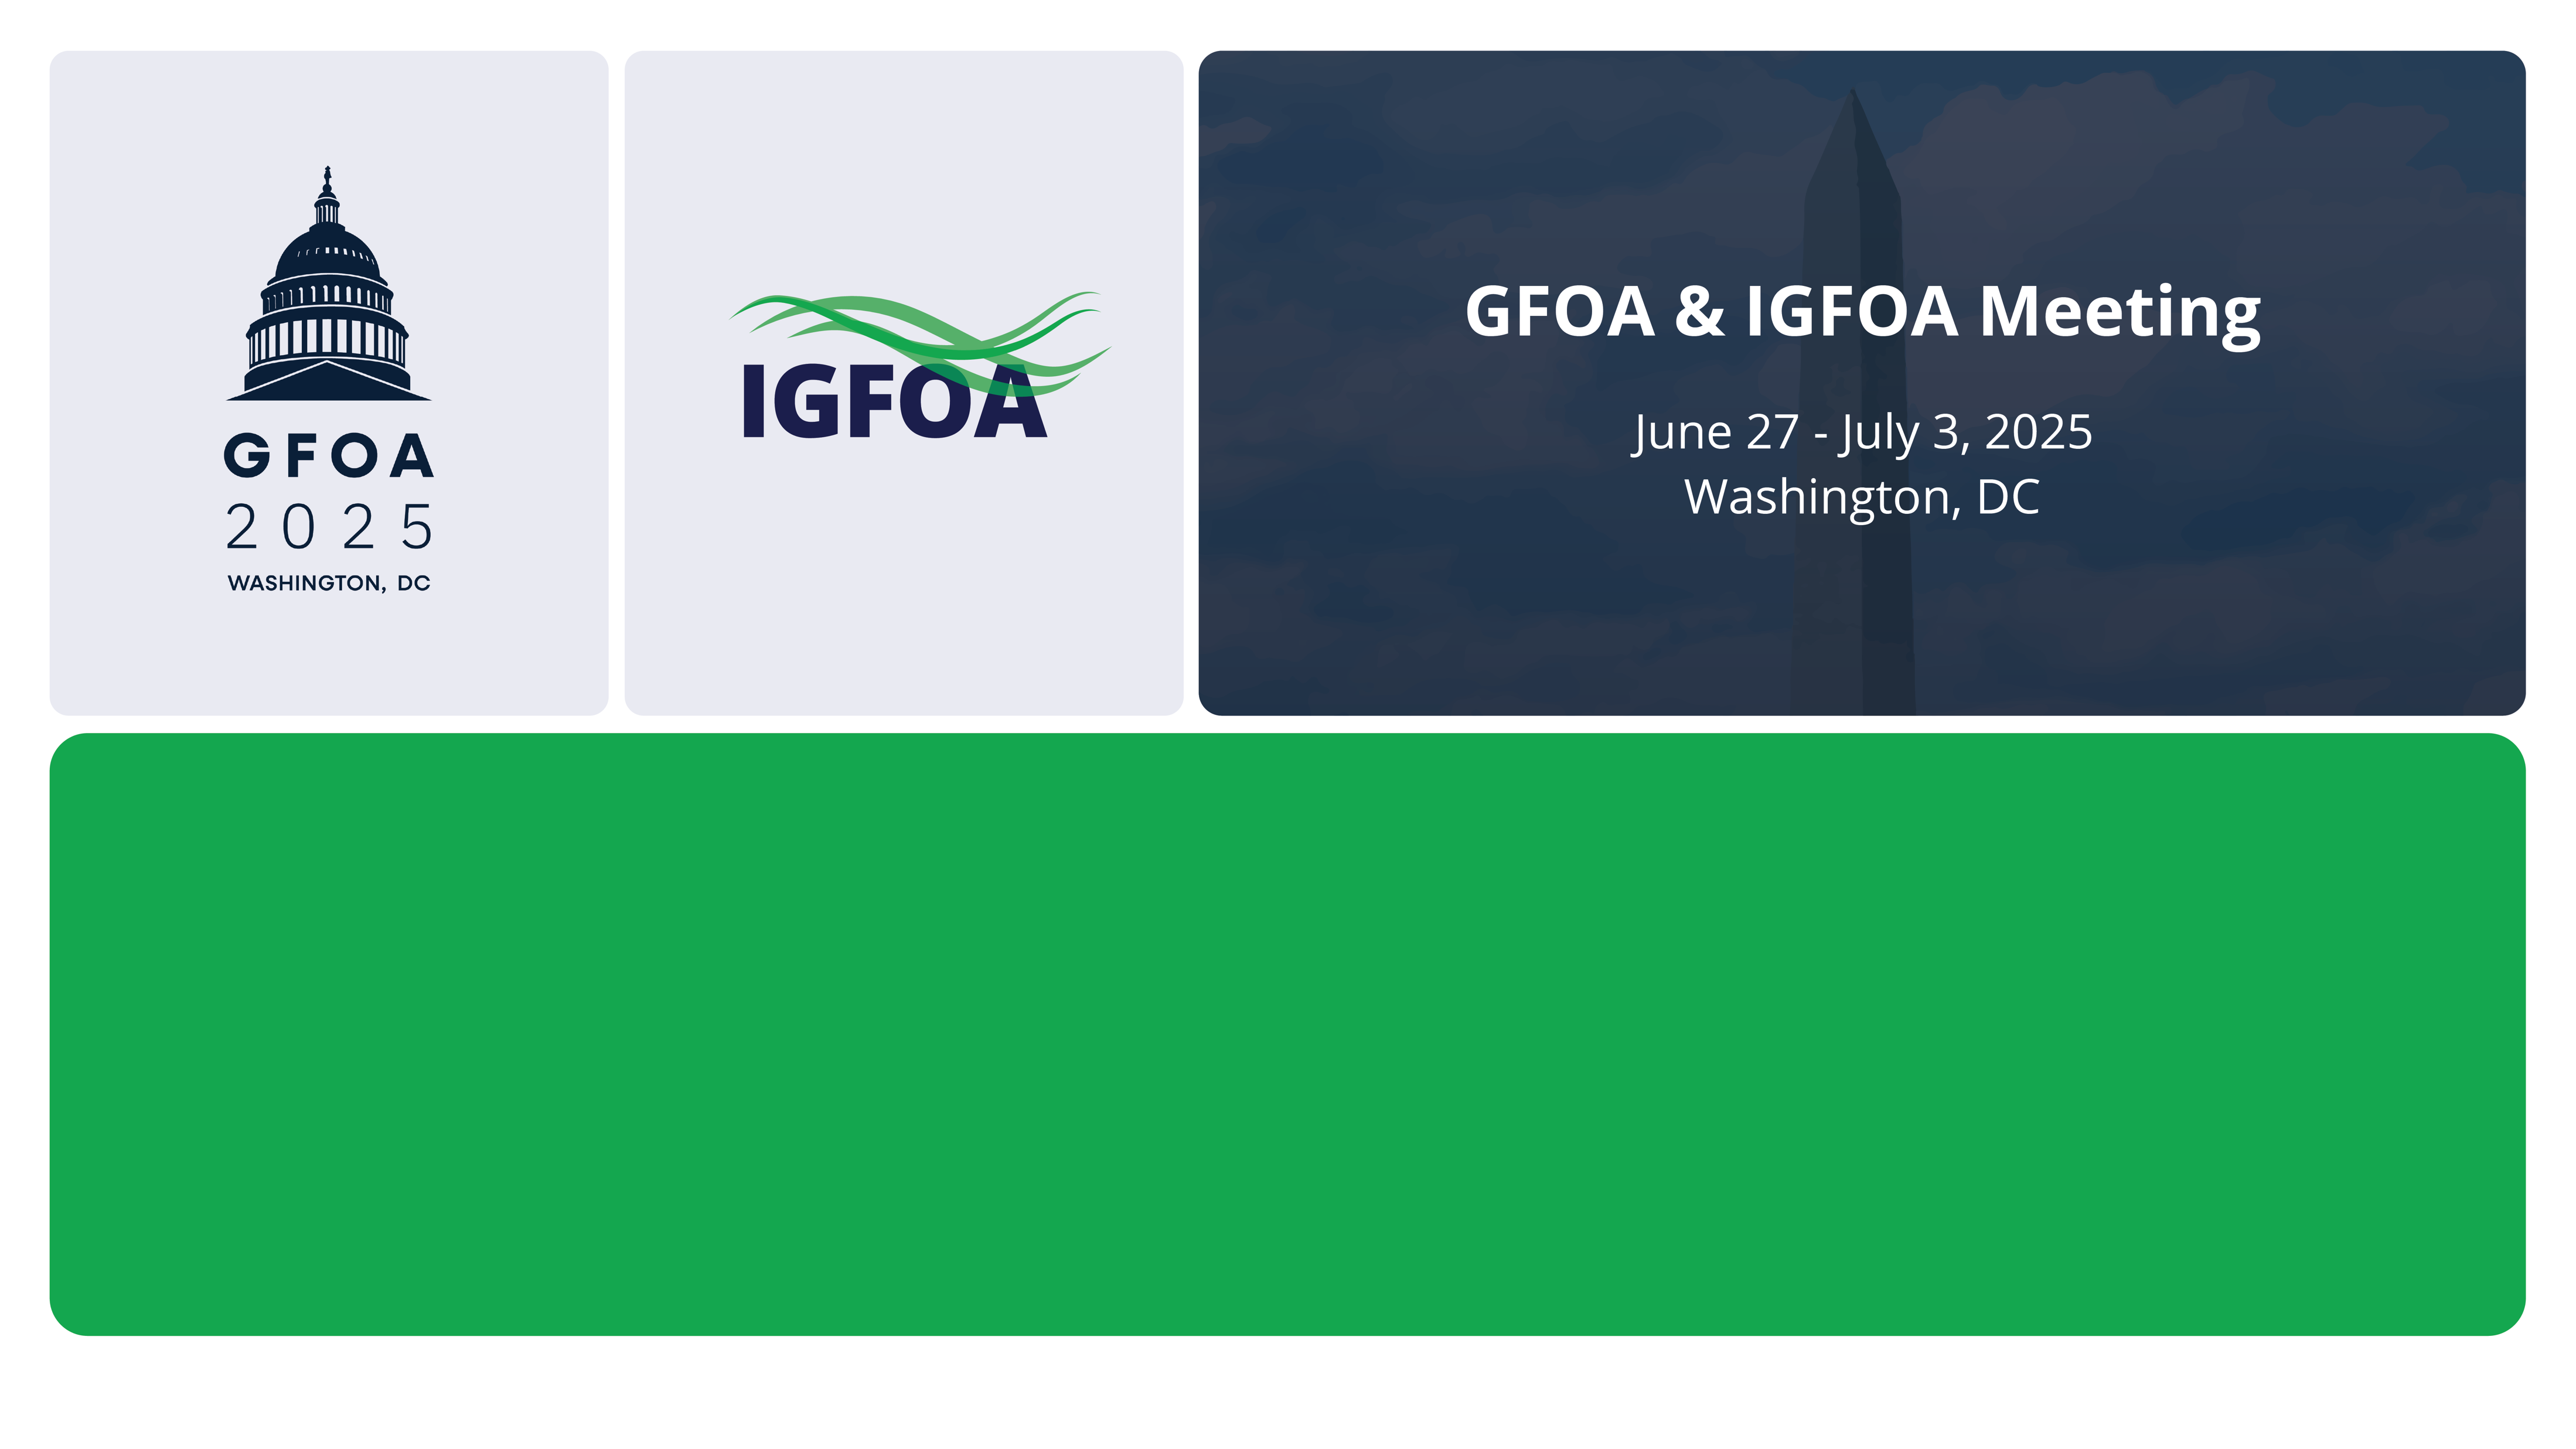 GFOA
2025
WASHINGTON, DC
IGFOA
GFOA & IGFOA Meeting
June 27 - July 3, 2025
Washington, DC